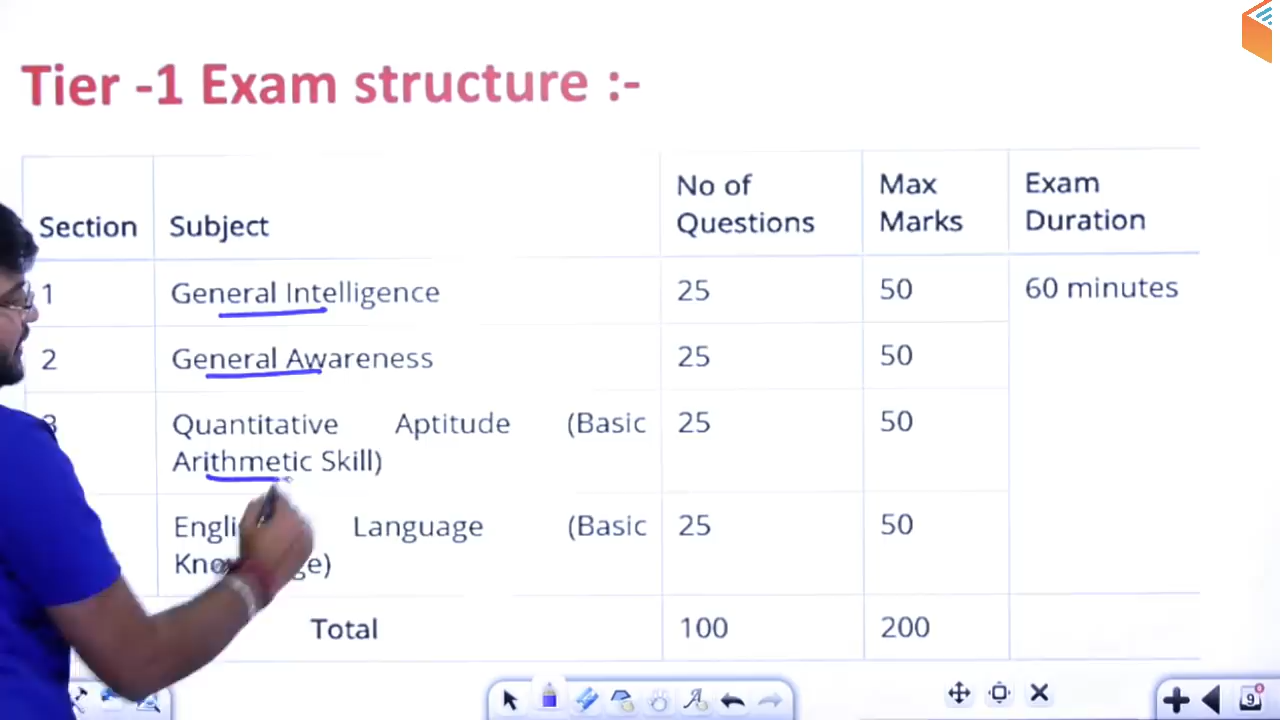 Tier -1 Exam structure :-
Section Subject No of Questions Max Marks Exam Duration
1 General Intelligence 25 50 60 minutes
2 General Awareness 25 50
Quantitative Aptitude (Basic 25 50
Arithmetic Skill)
Language (Basic 25 50
Total 100 200
9